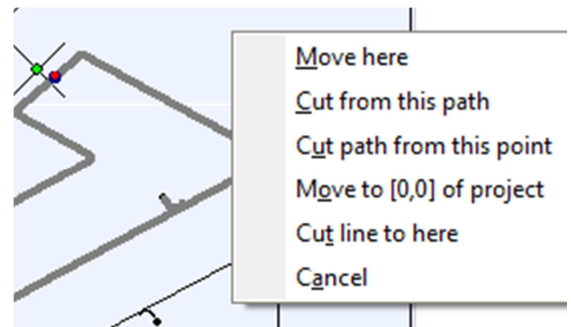 Move here
Cut from this path
Cut path from this point
Move to [0,0] of project
Cut line to here
Cancel